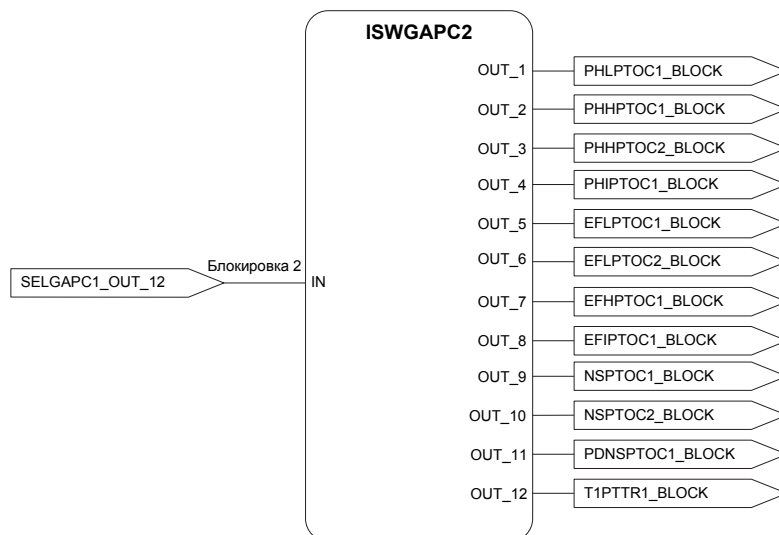 ISWGAPC2
OUT_1 PHLPTOC1_BLOCK
OUT_2 PHHPTOC1_BLOCK
OUT_3 PHHPTOC2_BLOCK
OUT_4 PHIPTOC1_BLOCK
OUT_5 EFLPTOC1_BLOCK
OUT_6 EFLPTOC2_BLOCK
Блокировка 2
SELGAPC1_OUT_12 IN
OUT_7 EFHPTOC1_BLOCK
OUT_8 EFIPTOC1_BLOCK
OUT_9 NSPTOC1_BLOCK
OUT_10 NSPTOC2_BLOCK
OUT_11 PDNSPTOC1_BLOCK
OUT_12 T1PTTR1_BLOCK